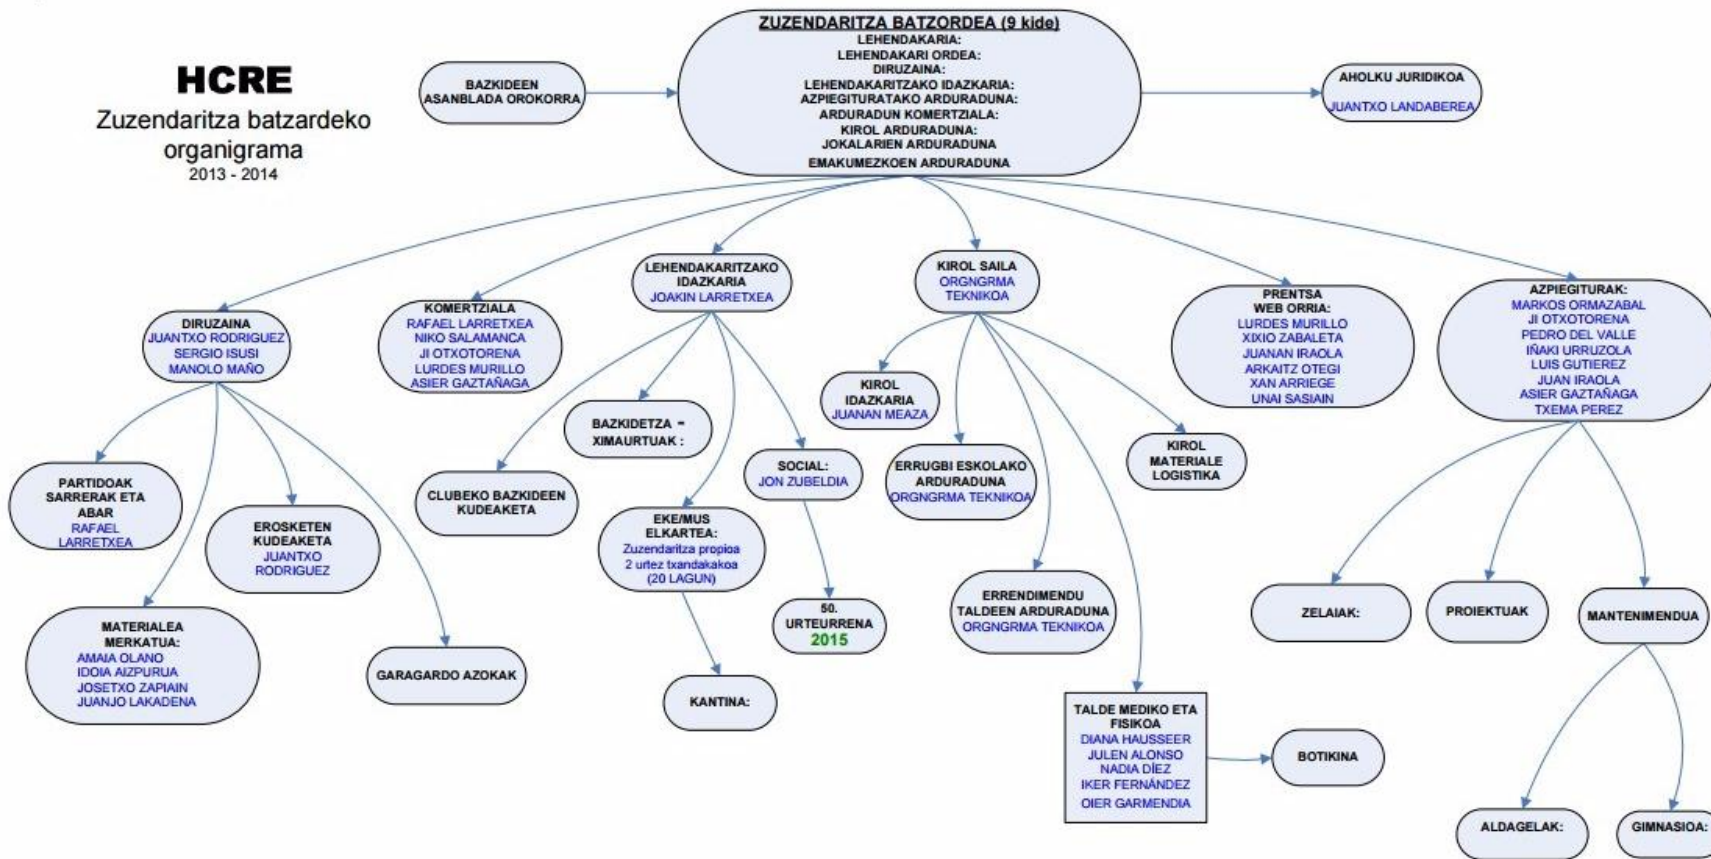 HCRE
Zuzendaritza batzardeko
organigrama
2013 - 2014
BAZKIDEEN
ASANBLADA OROKORRA
ZUZENDARITZA BATZORDEA (9 kide)
LEHENDAKARIA:
LEHENDAKARI ORDEA:
DIRUZAINA:
LEHENDAKARITZAKO IDAZKARIA:
AZPIEGITURATAKO ARDURADUNA:
ARDURADUN KOMERTZIALA:
KIROL ARDURADUNA:
JOKALARIEN ARDURADUNA
EMAKUMEZKOEN ARDURADUNA
AHOLKU JURIDIKOA
JUANTXO LANDABEREA
DIRUZAINA
JUANTXO RODRIGUEZ
SERGIO ISUSI
MANOLO MAÑO
KOMERTZIALA
RAFAEL LARRETXEA
NIKO SALAMANCA
JI OTXOTORENA
LURDES MURILLO
ASIER GAZTAÑAGA
LEHENDAKARITZAKO
IDAZKARIA
JOAKIN LARRETXEA
KIROL SAILA
ORGNGRMA
TEKNIKOA
PRENTSA
WEB ORRIA:
LURDES MURILLO
XIXIO ZABALETA
JUANAN IRAOLA
ARKAITZ OTEGI
XAN ARRIEGE
UNAI SASIAIN
AZPIEGITURAK:
MARKOS ORMAZABAL
JI OTXOTORENA
PEDRO DEL VALLE
IÑAKI URRUZOLA
LUIS GUTIEREZ
JUAN IRAOLA
ASIER GAZTAÑAGA
TXEMA PEREZ
PARTIDOAK
SARRERAK ETA
ABAR
RAFAEL
LARRETXEA
EROSKETEN
KUDEAKETA
JUANTXO
RODRIGUEZ
MATERIALEA
MERKATUA:
AMAIA OLANO
IDOIA AIZPURUA
JOSETXO ZAPIAIN
JUANJO LAKADENA
GARAGARDO AZOKAK
CLUBEKO BAZKIDEEN
KUDEAKETA
BAZKIDETZA =
XIMAURTUAK :
EKE/MUS
ELKARTEA:
Zuzendaritza propioa
2 urtez txandakakoa
(20 LAGUN)
SOCIAL:
JON ZUBELDIA
50.
URTEURRENA
2015
KANTINA:
KIROL
IDAZKARIA
JUANAN MEAZA
ERRUGBI ESKOLAKO
ARDURADUNA
ORGNGRMA TEKNIKOA
KIROL
MATERIALE
LOGISTIKA
ERRENDIMENDU
TALDEEN ARDURADUNA
ORGNGRMA TEKNIKOA
TALDE MEDIKO ETA
FISIKOA
DIANA HAUSSEER
JULEN ALONSO
NADIA DÍEZ
IKER FERNÁNDEZ
OIER GARMENDIA
BOTIKINA
ZELAIAK:
PROIEKTUAK
MANTENIMENDUA
ALDAGELAK:
GIMNASIOA: